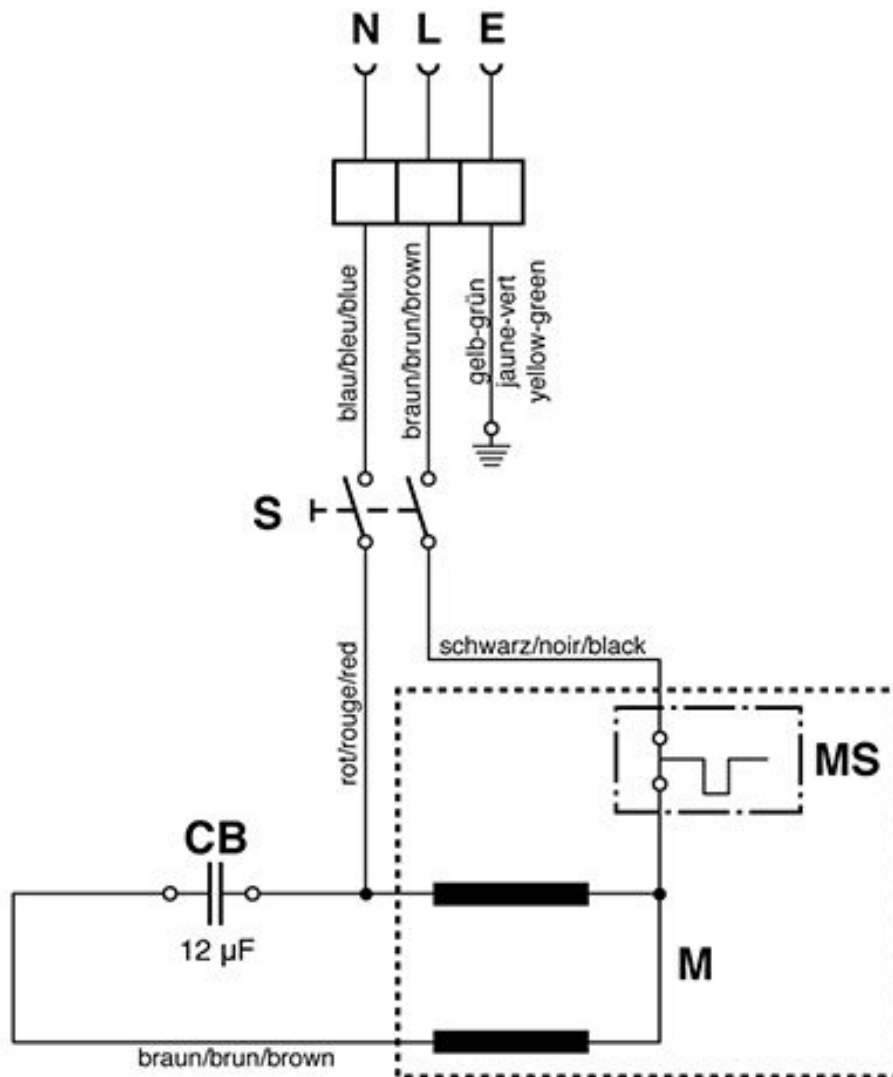 N L E
blau/bleu/blue
braun/brun/brown
gelb-grün
jaune-vert
yellow-green
S
schwarz/noir/black
rot/rouge/red
MS
CB
12 µF
M
braun/brun/brown